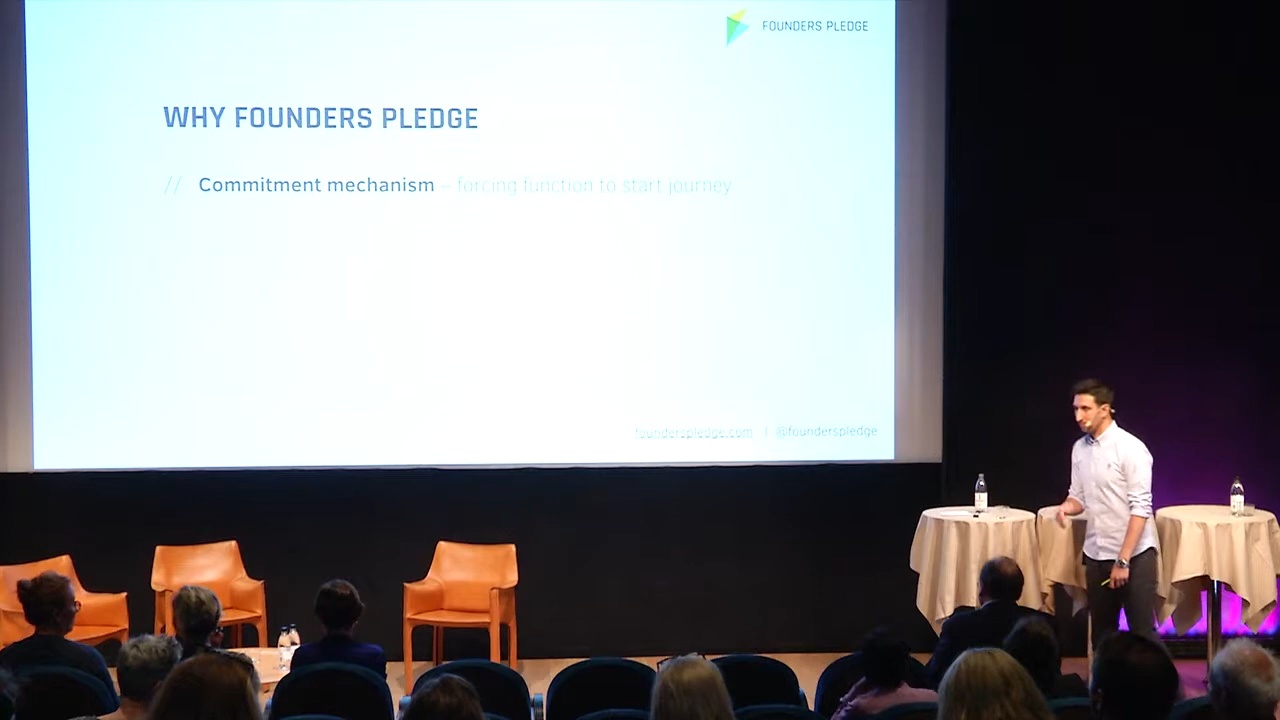 FOUNDERS PLEDGE
WHY FOUNDERS PLEDGE
// Commitment mechanism – forcing function to start journey
founderspledge.com | @founderspledge